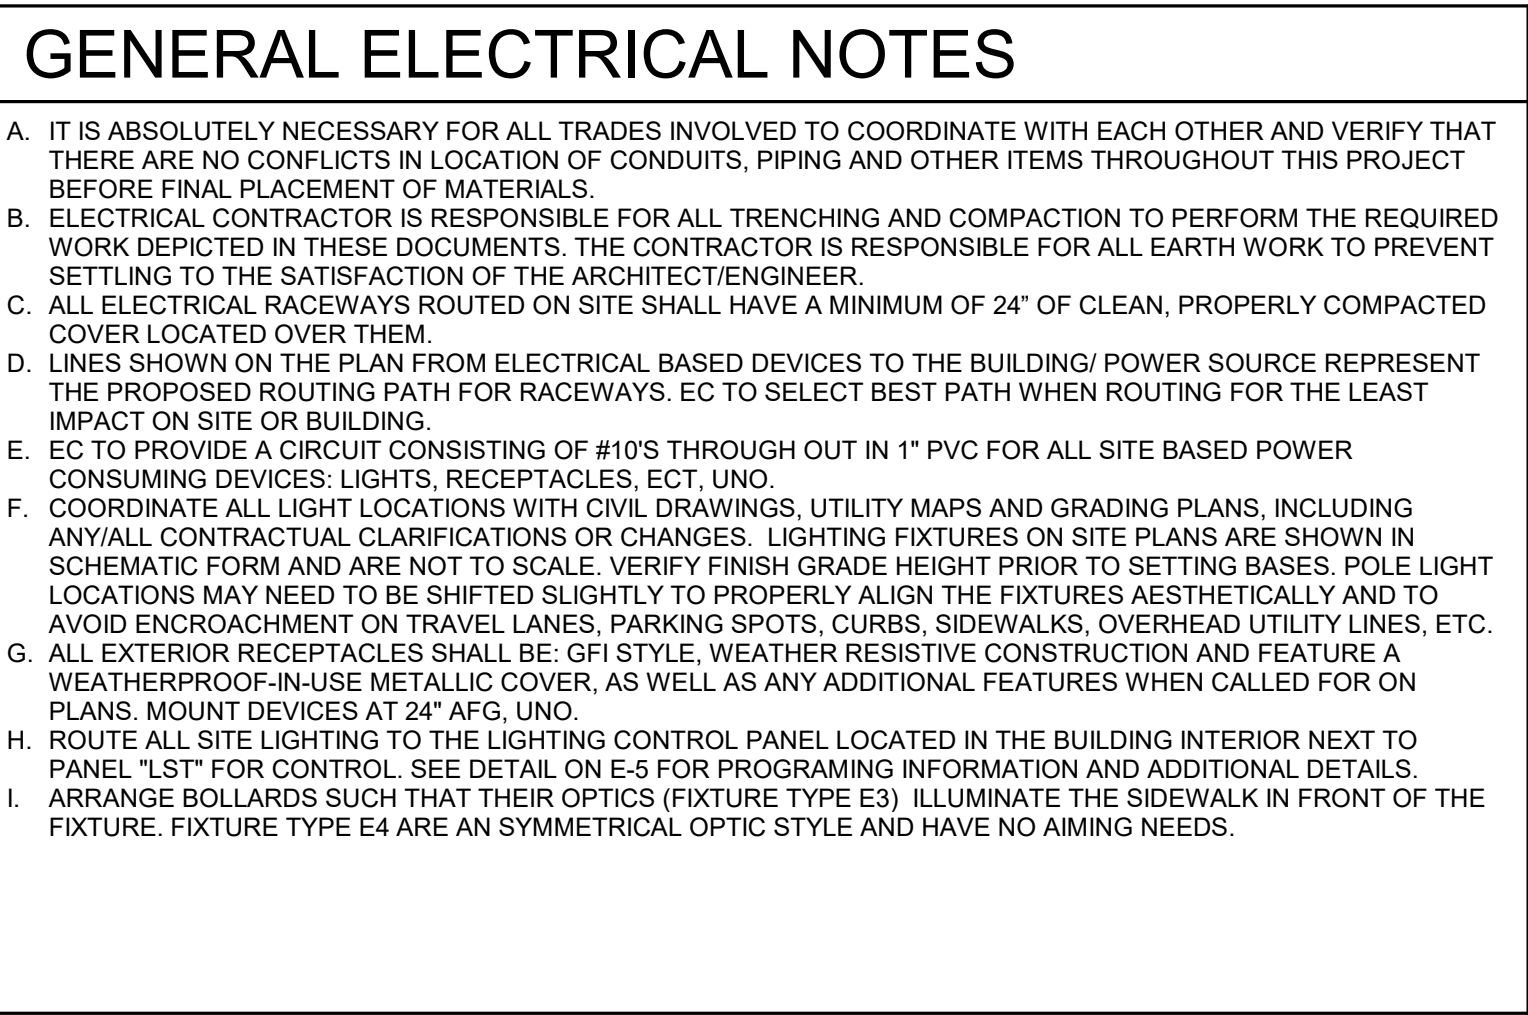 GENERAL ELECTRICAL NOTES
A. IT IS ABSOLUTELY NECESSARY FOR ALL TRADES INVOLVED TO COORDINATE WITH EACH OTHER AND VERIFY THAT
THERE ARE NO CONFLICTS IN LOCATION OF CONDUITS, PIPING AND OTHER ITEMS THROUGHOUT THIS PROJECT
BEFORE FINAL PLACEMENT OF MATERIALS.
B. ELECTRICAL CONTRACTOR IS RESPONSIBLE FOR ALL TRENCHING AND COMPACTION TO PERFORM THE REQUIRED
WORK DEPICTED IN THESE DOCUMENTS. THE CONTRACTOR IS RESPONSIBLE FOR ALL EARTH WORK TO PREVENT
SETTLING TO THE SATISFACTION OF THE ARCHITECT/ENGINEER.
C. ALL ELECTRICAL RACEWAYS ROUTED ON SITE SHALL HAVE A MINIMUM OF 24” OF CLEAN, PROPERLY COMPACTED
COVER LOCATED OVER THEM.
D. LINES SHOWN ON THE PLAN FROM ELECTRICAL BASED DEVICES TO THE BUILDING/ POWER SOURCE REPRESENT
THE PROPOSED ROUTING PATH FOR RACEWAYS. EC TO SELECT BEST PATH WHEN ROUTING FOR THE LEAST
IMPACT ON SITE OR BUILDING.
E. EC TO PROVIDE A CIRCUIT CONSISTING OF #10'S THROUGH OUT IN 1" PVC FOR ALL SITE BASED POWER
CONSUMING DEVICES: LIGHTS, RECEPTACLES, ECT, UNO.
F. COORDINATE ALL LIGHT LOCATIONS WITH CIVIL DRAWINGS, UTILITY MAPS AND GRADING PLANS, INCLUDING
ANY/ALL CONTRACTUAL CLARIFICATIONS OR CHANGES.  LIGHTING FIXTURES ON SITE PLANS ARE SHOWN IN
SCHEMATIC FORM AND ARE NOT TO SCALE. VERIFY FINISH GRADE HEIGHT PRIOR TO SETTING BASES. POLE LIGHT
LOCATIONS MAY NEED TO BE SHIFTED SLIGHTLY TO PROPERLY ALIGN THE FIXTURES AESTHETICALLY AND TO
AVOID ENCROACHMENT ON TRAVEL LANES, PARKING SPOTS, CURBS, SIDEWALKS, OVERHEAD UTILITY LINES, ETC.
G. ALL EXTERIOR RECEPTACLES SHALL BE: GFI STYLE, WEATHER RESISTIVE CONSTRUCTION AND FEATURE A
WEATHERPROOF-IN-USE METALLIC COVER, AS WELL AS ANY ADDITIONAL FEATURES WHEN CALLED FOR ON
PLANS. MOUNT DEVICES AT 24" AFG, UNO.
H. ROUTE ALL SITE LIGHTING TO THE LIGHTING CONTROL PANEL LOCATED IN THE BUILDING INTERIOR NEXT TO
PANEL "LST" FOR CONTROL. SEE DETAIL ON E-5 FOR PROGRAMING INFORMATION AND ADDITIONAL DETAILS.
I. ARRANGE BOLLARDS SUCH THAT THEIR OPTICS (FIXTURE TYPE E3)  ILLUMINATE THE SIDEWALK IN FRONT OF THE
FIXTURE. FIXTURE TYPE E4 ARE AN SYMMETRICAL OPTIC STYLE AND HAVE NO AIMING NEEDS.